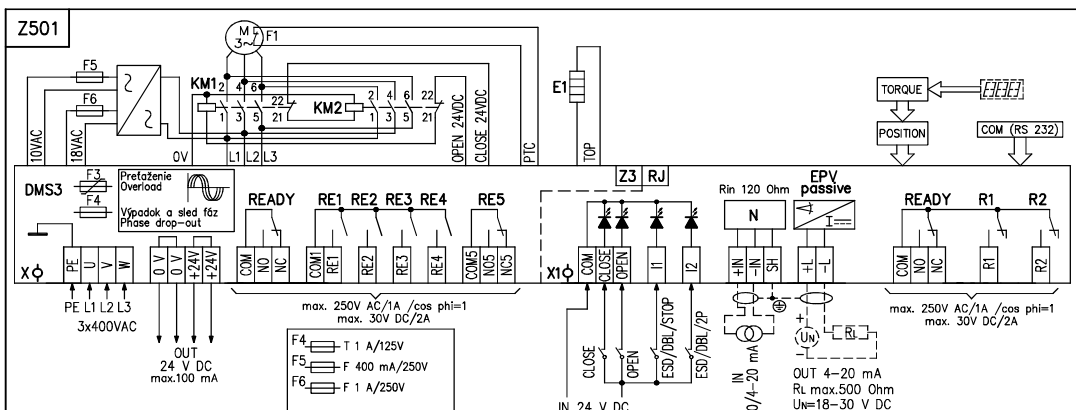 Z501
M
3~
F1
F5
F6
KM1
KM2
2 4 6 22
1 3 5 21
2 4 6 22
1 3 5 21
E1
TORQUE
POSITION
COM (RS 232)
10VAC
18VAC
0V
L1 L2 L3
OPEN 24VDC
CLOSE 24VDC
PTC
TOP
DMS3
F3
F4
Preťaženie
Overload
Výpadok a sled fáz
Phase drop-out
READY
RE1 RE2 RE3 RE4
RE5
Z3 RJ
Rin 120 Ohm
N
EPV
passive
I
READY R1 R2
X
PE U V W
0 V 0 V +24V +24V
COM NO NC
COM1 RE1 RE2 RE3 RE4
COM5 NO5 NC5
X1
COM CLOSE OPEN I1 I2
+IN -IN SH
+L -L
COM NO NC R1 R2
PE L1 L2 L3
3x400VAC
OUT
24 V DC
max.100 mA
max. 250V AC/1A /cos phi=1
max. 30V DC/2A
F4 T 1 A/125V
F5 F 400 mA/250V
F6 F 1 A/250V
CLOSE
OPEN
ESD/DBL/STOP
ESD/DBL/2P
IN 24 V DC
IN
0/4-20 mA
+
UN
-
RL
OUT 4-20 mA
RL max.500 Ohm
UN=18-30 V DC
max. 250V AC/1A /cos phi=1
max. 30V DC/2A